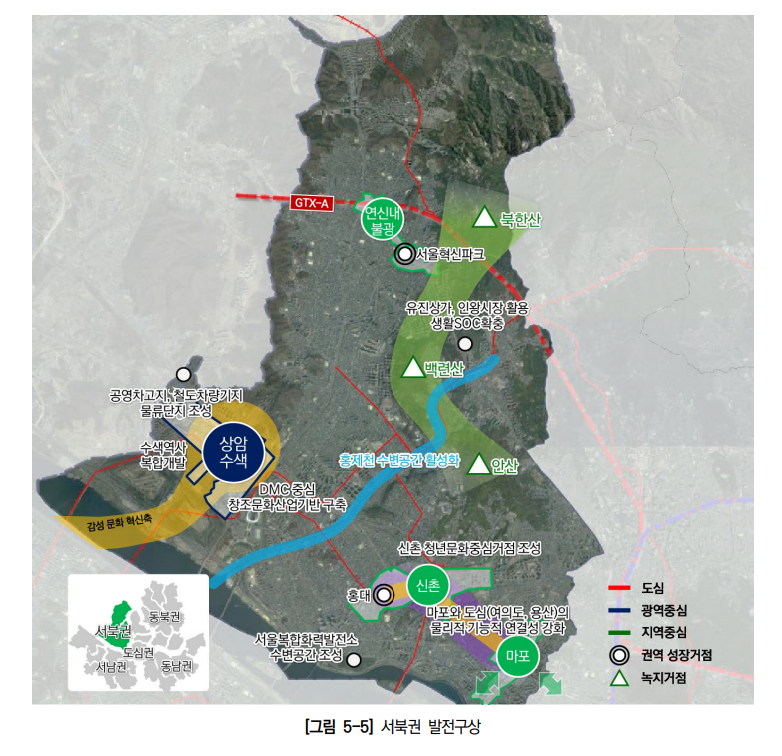 GTX-A
연신내
불광
북한산
서울혁신파크
유진상가, 인왕시장 활용
생활SOC확충
백련산
공영차고지, 철도차량기지
물류단지 조성
수색역사
복합개발
상암
수색
홍제천 수변공간 활성화
안산
DMC 중심
창조문화산업기반 구축
감성 문화 혁신축
신촌 청년문화중심거점 조성
신촌
홍대
마포와 도심(여의도, 용산)의
물리적·기능적 연결성 강화
서울복합화력발전소
수변공간 조성
마포
동북권
서북권
도심권
서남권
동남권
도심
광역중심
지역중심
권역 성장거점
녹지거점
[그림 5-5] 서북권 발전구상